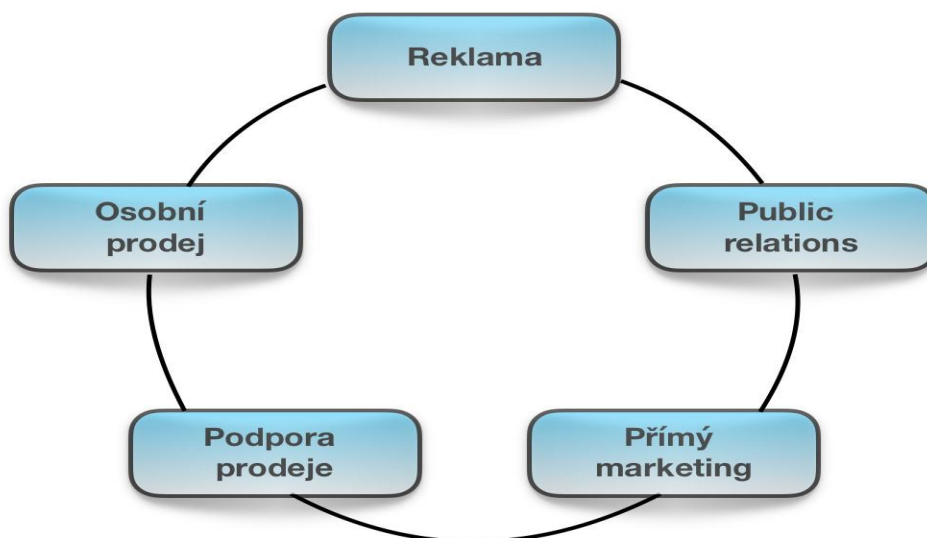 Reklama
Osobní
prodej
Public
relations
Podpora
prodeje
Přímý
marketing